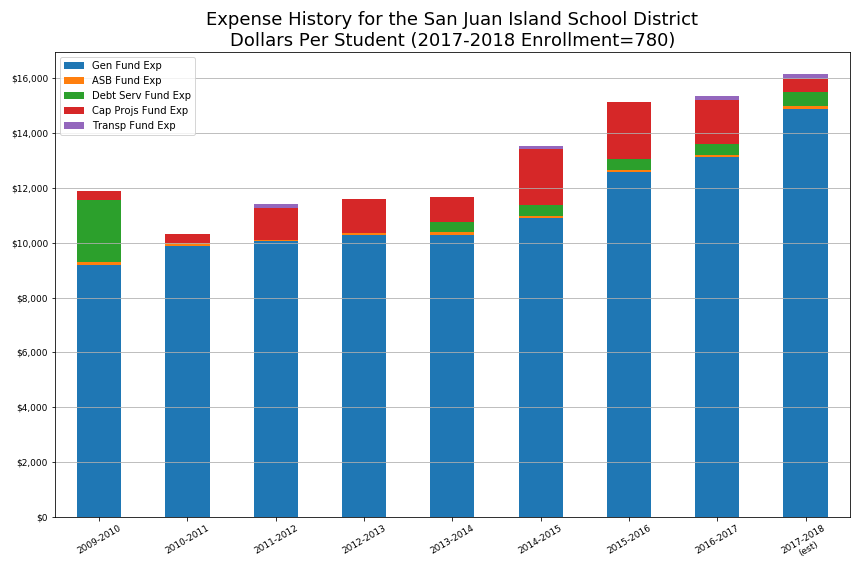 Expense History for the San Juan Island School District
Dollars Per Student (2017-2018 Enrollment=780)
Gen Fund Exp
ASB Fund Exp
Debt Serv Fund Exp
Cap Projs Fund Exp
Transp Fund Exp
$16,000
$14,000
$12,000
$10,000
$8,000
$6,000
$4,000
$2,000
$0
2009-2010
2010-2011
2011-2012
2012-2013
2013-2014
2014-2015
2015-2016
2016-2017
2017-2018
(est)